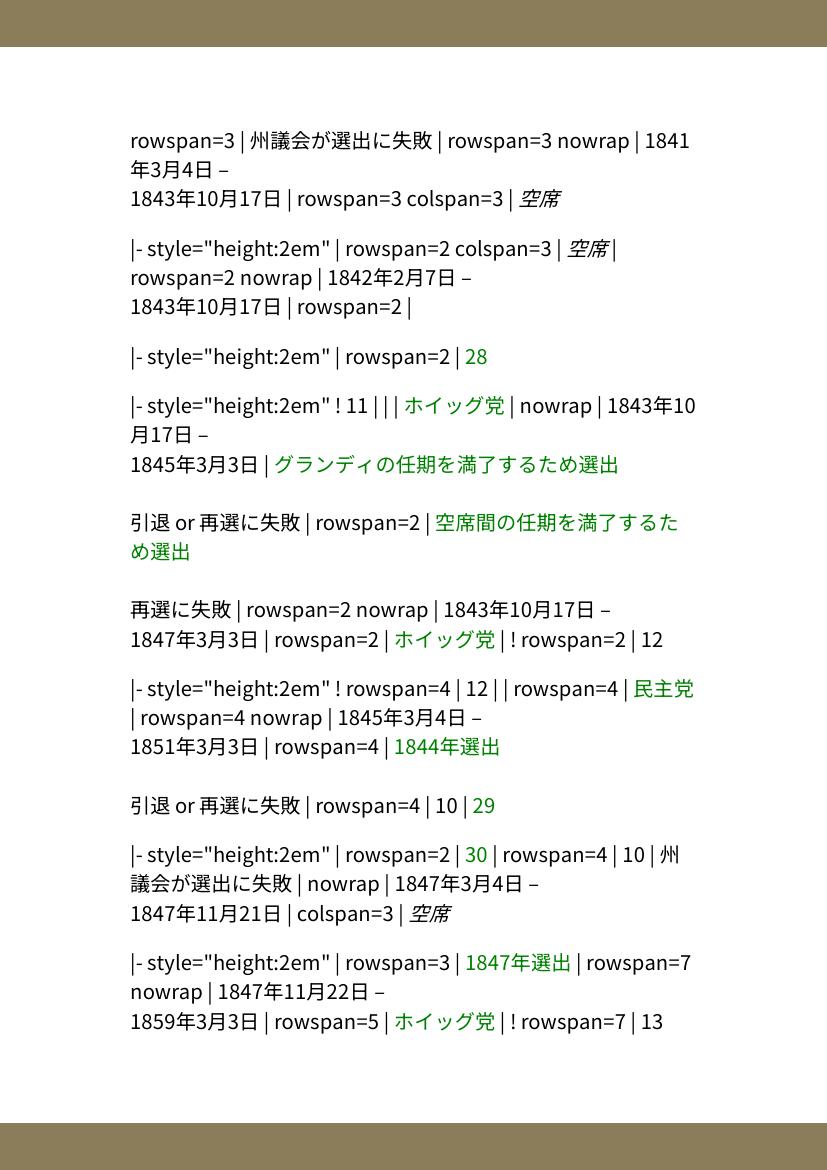 rowspan=3 | 州議会が選出に失敗 | rowspan=3 nowrap | 1841
年3月4日 –
1843年10月17日 | rowspan=3 colspan=3 | 空席
|- style="height:2em" | rowspan=2 colspan=3 | 空席 |
rowspan=2 nowrap | 1842年2月7日 –
1843年10月17日 | rowspan=2 |
|- style="height:2em" | rowspan=2 | 28
|- style="height:2em" ! 11 | | | ホイッグ党 | nowrap | 1843年10
月17日 –
1845年3月3日 | グランディの任期を満了するため選出
引退 or 再選に失敗 | rowspan=2 | 空席間の任期を満了するた
め選出
再選に失敗 | rowspan=2 nowrap | 1843年10月17日 –
1847年3月3日 | rowspan=2 | ホイッグ党 | ! rowspan=2 | 12
|- style="height:2em" ! rowspan=4 | 12 | | rowspan=4 | 民主党
| rowspan=4 nowrap | 1845年3月4日 –
1851年3月3日 | rowspan=4 | 1844年選出
引退 or 再選に失敗 | rowspan=4 | 10 | 29
|- style="height:2em" | rowspan=2 | 30 | rowspan=4 | 10 | 州
議会が選出に失敗 | nowrap | 1847年3月4日 –
1847年11月21日 | colspan=3 | 空席
|- style="height:2em" | rowspan=3 | 1847年選出 | rowspan=7
nowrap | 1847年11月22日 –
1859年3月3日 | rowspan=5 | ホイッグ党 | ! rowspan=7 | 13